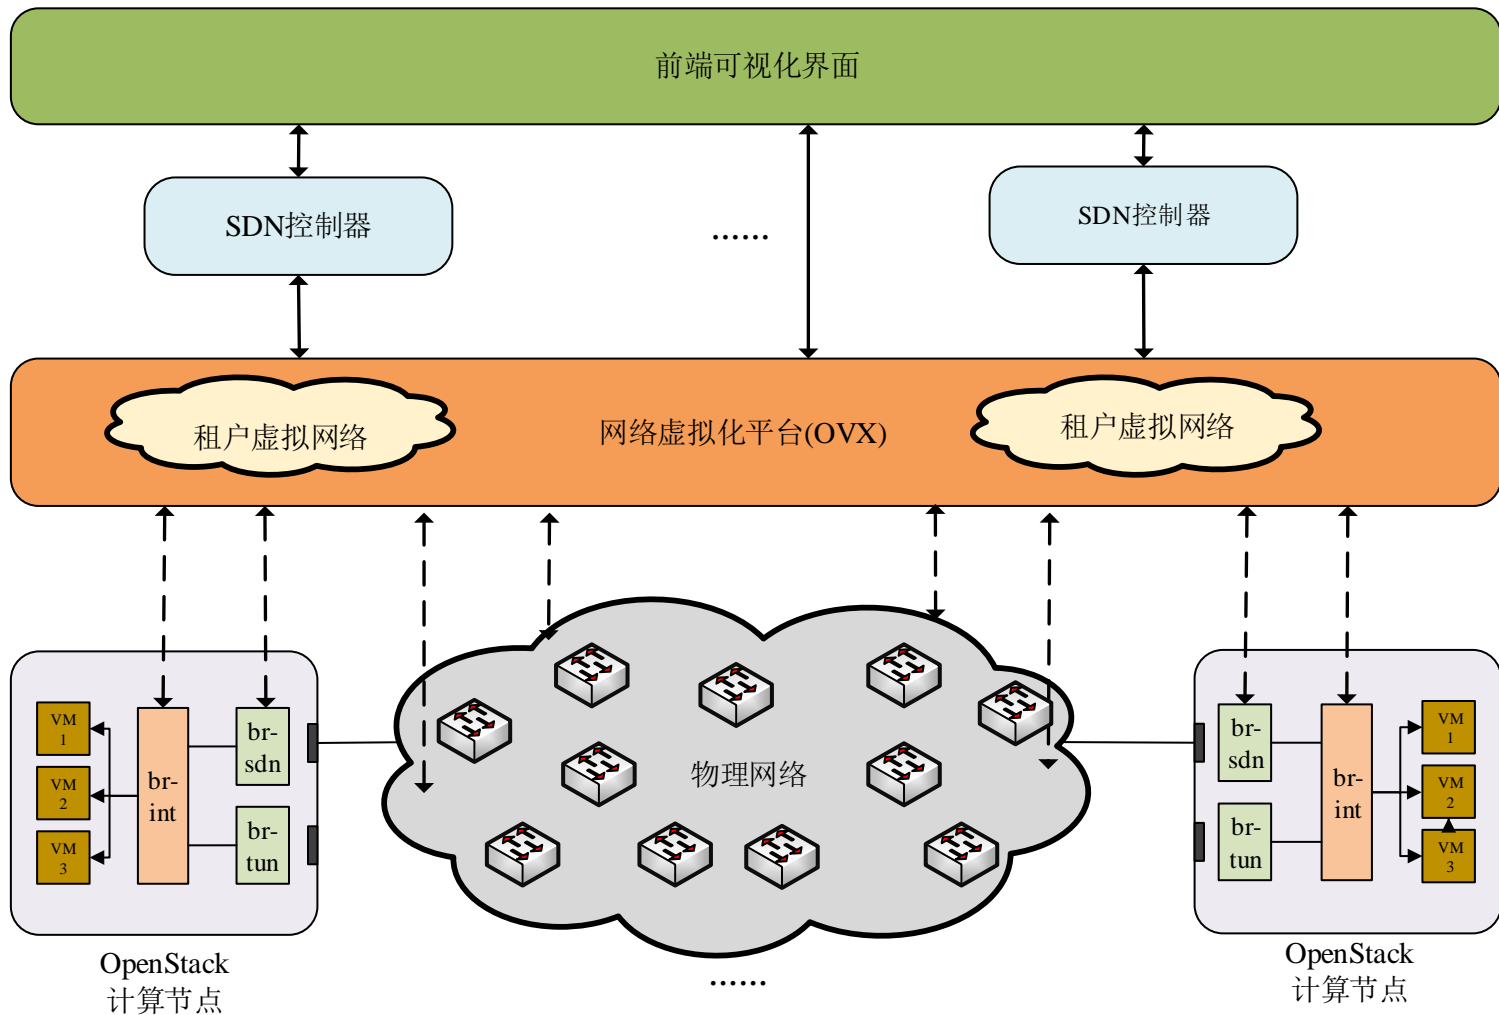 前端可视化界面
SDN控制器
......
SDN控制器
租户虚拟网络
网络虚拟化平台(OVX)
租户虚拟网络
VM
1
VM
2
VM
3
br-
int
br-
sdn
br-
tun
物理网络
br-
sdn
br-
tun
br-
int
VM
1
VM
2
VM
3
OpenStack
计算节点
......
OpenStack
计算节点